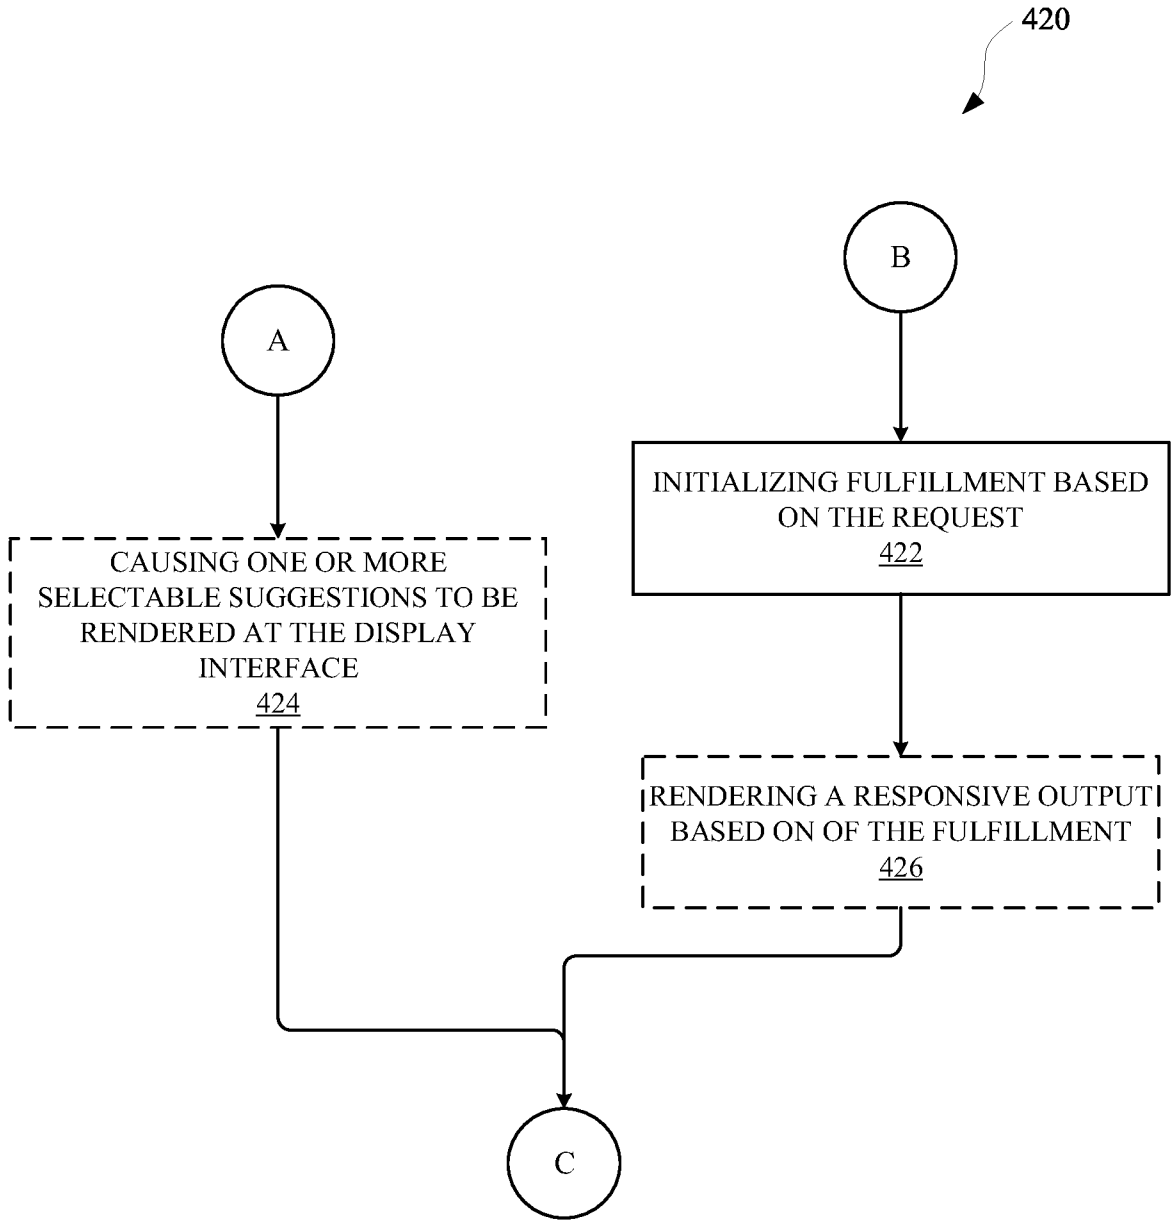 420
B
A
INITIALIZING FULFILLMENT BASED
ON THE REQUEST
422
CAUSING ONE OR MORE
SELECTABLE SUGGESTIONS TO BE
RENDERED AT THE DISPLAY
INTERFACE
424
RENDERING A RESPONSIVE OUTPUT
BASED ON OF THE FULFILLMENT
426
C